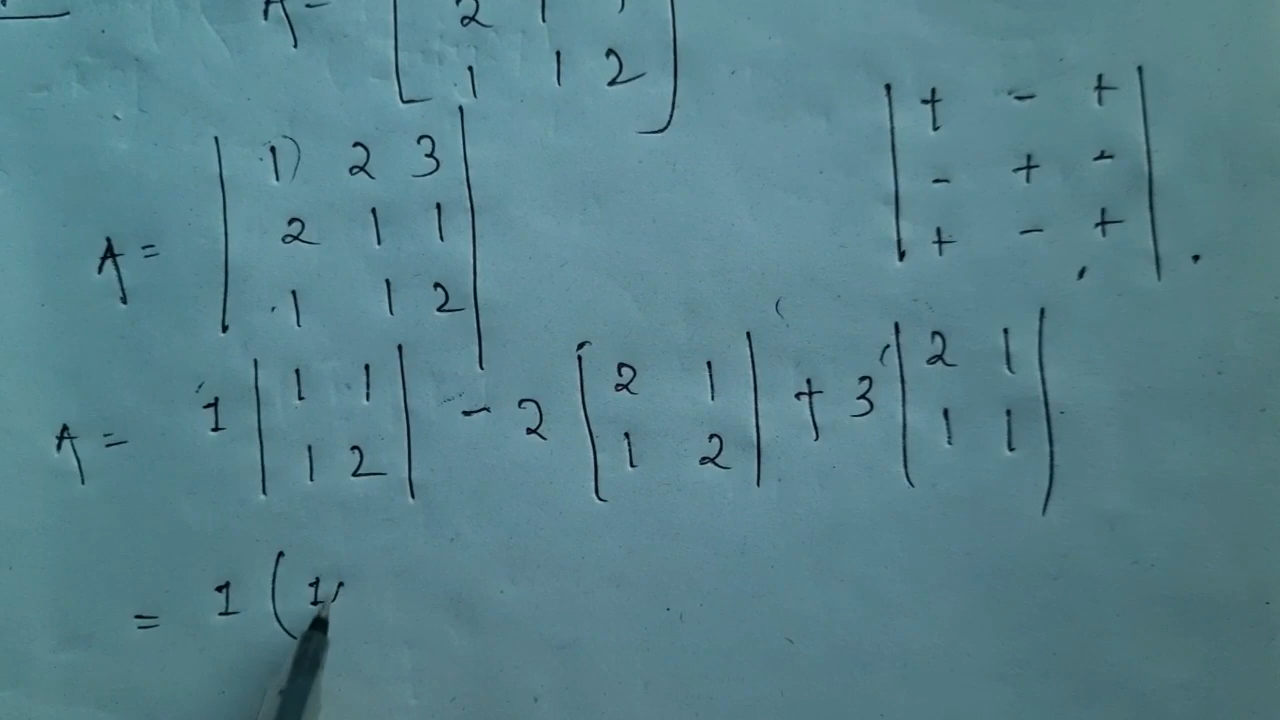 A= [ 2 1 1
1 1 2 ]
A= | 1) 2 3 |
| 2 1 1 |
| 1 1 2 |
| + - + |
| - + - |
| + - + | .
A= 1 | 1 1 | - 2 | 2 1 | + 3 | 2 1 |
| 1 2 | | 1 2 | | 1 1 |
= 1 ( 1